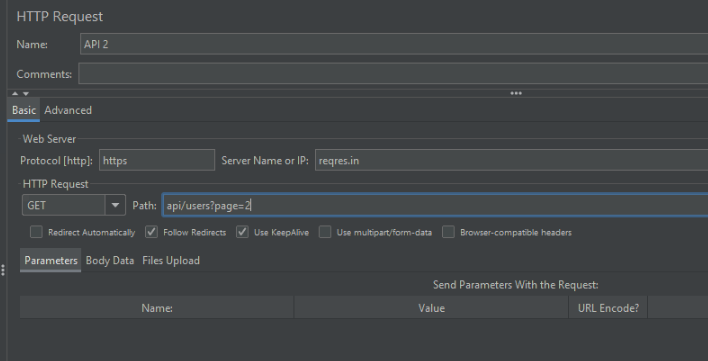 HTTP Request
Name: API 2
Comments:
Basic Advanced
Web Server
Protocol [http]: https Server Name or IP: reqres.in
HTTP Request
GET Path: api/users?page=2
Redirect Automatically Follow Redirects Use KeepAlive Use multipart/form-data Browser-compatible headers
Parameters Body Data Files Upload
Send Parameters With the Request:
Name: Value URL Encode?